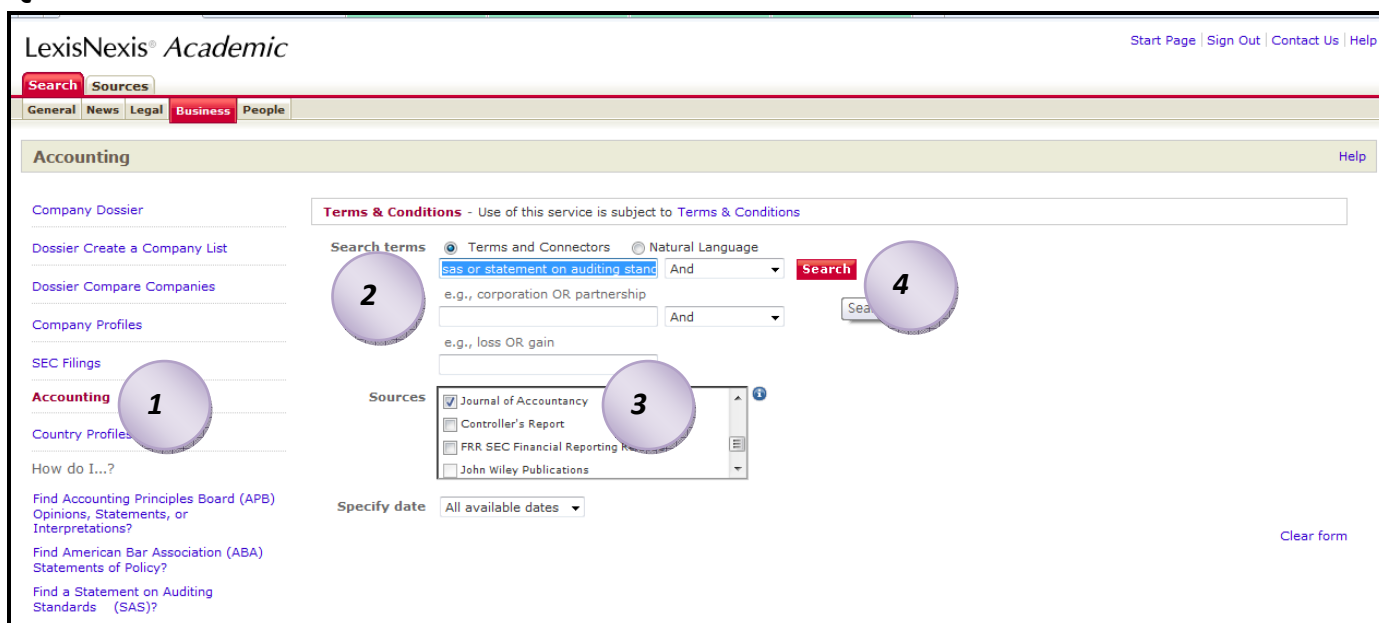 LexisNexis® Academic
Start Page | Sign Out | Contact Us | Help
Search Sources
General News Legal Business People
Accounting
Help
Company Dossier
Dossier Create a Company List
Dossier Compare Companies
Company Profiles
SEC Filings
Accounting
1
Country Profiles
How do I...?
Find Accounting Principles Board (APB)
Opinions, Statements, or
Interpretations?
Find American Bar Association (ABA)
Statements of Policy?
Find a Statement on Auditing
Standards (SAS)?
Terms & Conditions - Use of this service is subject to Terms & Conditions
Search terms Terms and Connectors Natural Language
2
sas or statement on auditing stand And Search
4
e.g., corporation OR partnership
And
e.g., loss OR gain
Sources
3
Journal of Accountancy
Controller's Report
FRR SEC Financial Reporting
John Wiley Publications
Specify date All available dates
Clear form